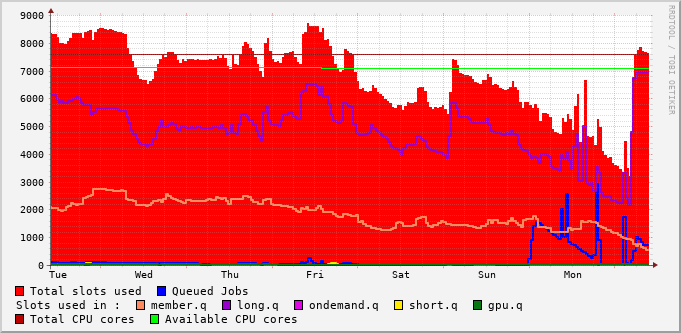 9000
8000
7000
6000
5000
4000
3000
2000
1000
0
Tue Wed Thu Fri Sat Sun Mon
RRDTOOL / TOBI OETIKER
Total slots used Queued Jobs
Slots used in : member.q long.q ondemand.q short.q gpu.q
Total CPU cores Available CPU cores